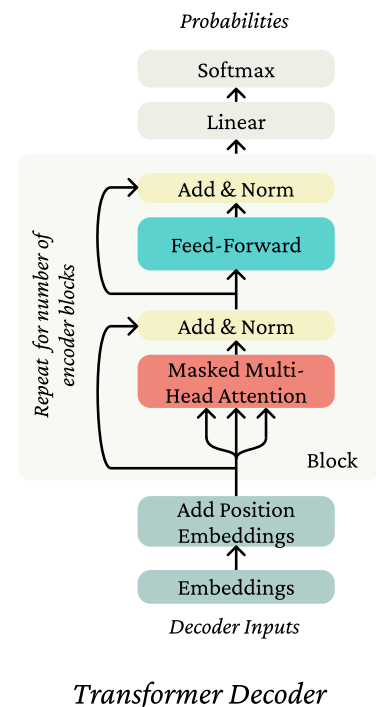 Probabilities
Softmax
Linear
Add & Norm
Feed-Forward
Repeat for number of
encoder blocks
Add & Norm
Masked Multi-
Head Attention
Block
Add Position
Embeddings
Embeddings
Decoder Inputs
Transformer Decoder